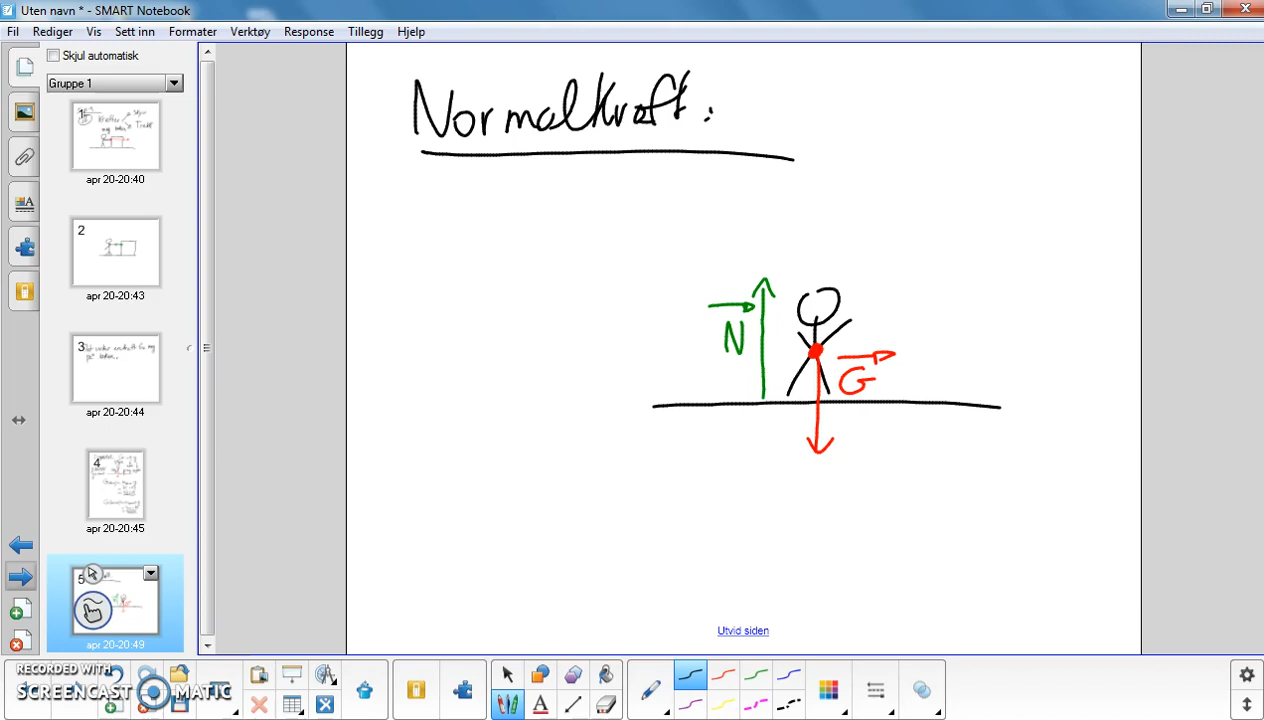 Uten navn * - SMART Notebook
Fil Rediger Vis Sett inn Formater Verktøy Response Tillegg Hjelp
Skjul automatisk
Gruppe 1
1
apr 20-20:40
2
apr 20-20:43
3
apr 20-20:44
4
apr 20-20:45
5
apr 20-20:49
Normalkraft:
N
G
Utvid siden
RECORDED WITH
SCREENCAST MATIC